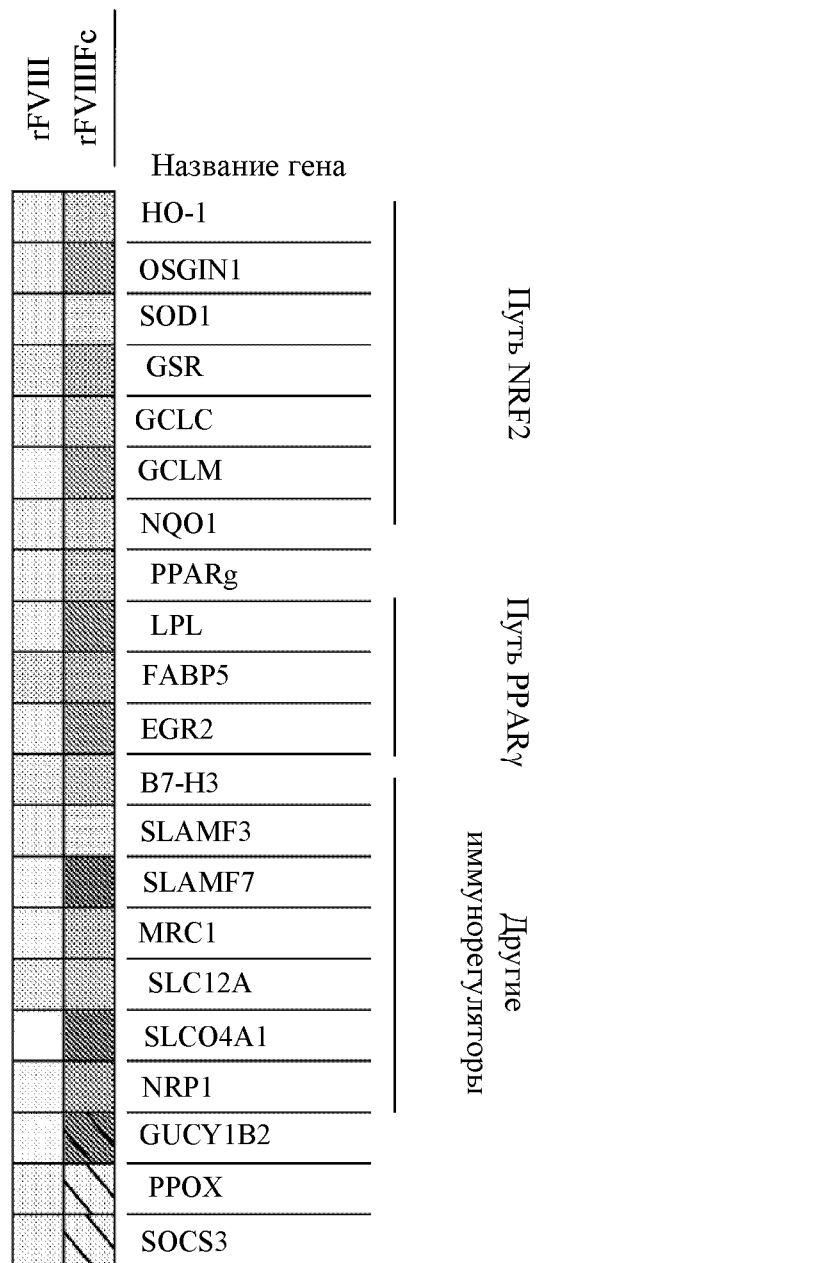 rFVIII
rFVIIIFc
Название гена
HO-1
OSGIN1
SOD1
GSR
GCLC
GCLM
NQO1
PPARg
LPL
FABP5
EGR2
B7-H3
SLAMF3
SLAMF7
MRC1
SLC12A
SLCO4A1
NRP1
GUCY1B2
PPOX
SOCS3
Путь NRF2
Путь PPARγ
Другие
иммунорегуляторы